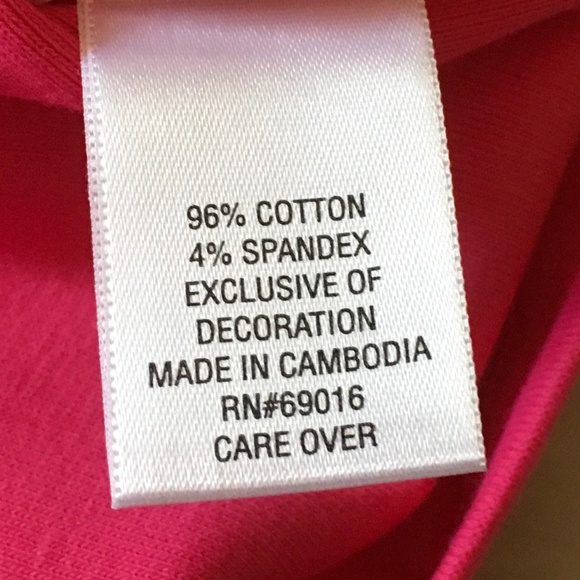 96% COTTON
4% SPANDEX
EXCLUSIVE OF
DECORATION
MADE IN CAMBODIA
RN#69016
CARE OVER